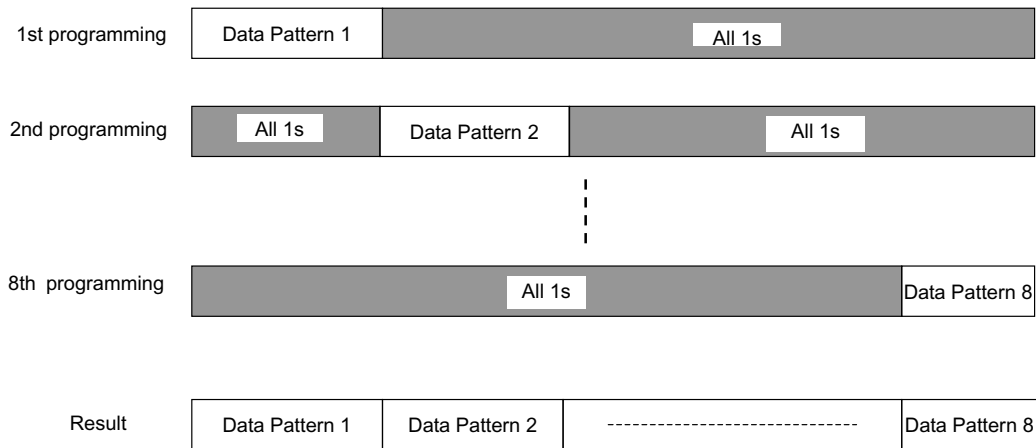 1st programming
Data Pattern 1
All 1s
2nd programming
All 1s
Data Pattern 2
All 1s
8th programming
All 1s
Data Pattern 8
Result
Data Pattern 1
Data Pattern 2
Data Pattern 8